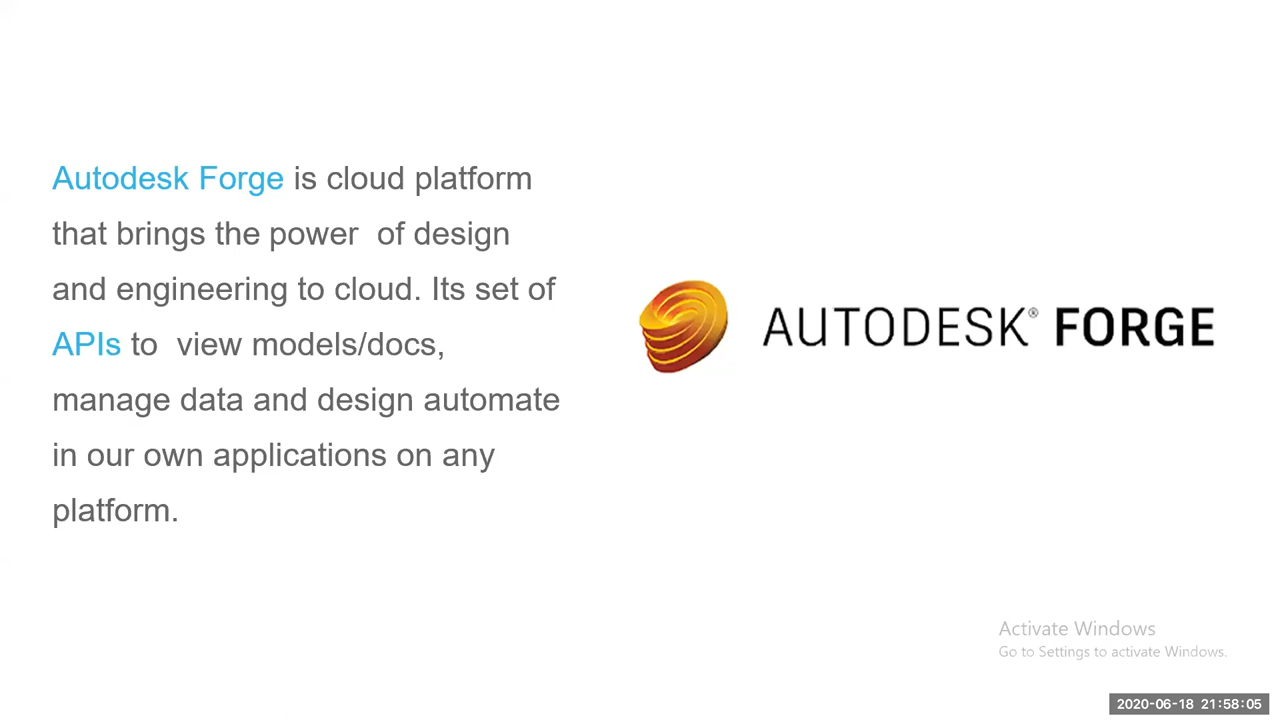 Autodesk Forge is cloud platform
that brings the power  of design
and engineering to cloud. Its set of
APIs to  view models/docs,
manage data and design automate
in our own applications on any
platform.
AUTODESK® FORGE
Activate Windows
Go to Settings to activate Windows.
2020-06-18 21:58:05